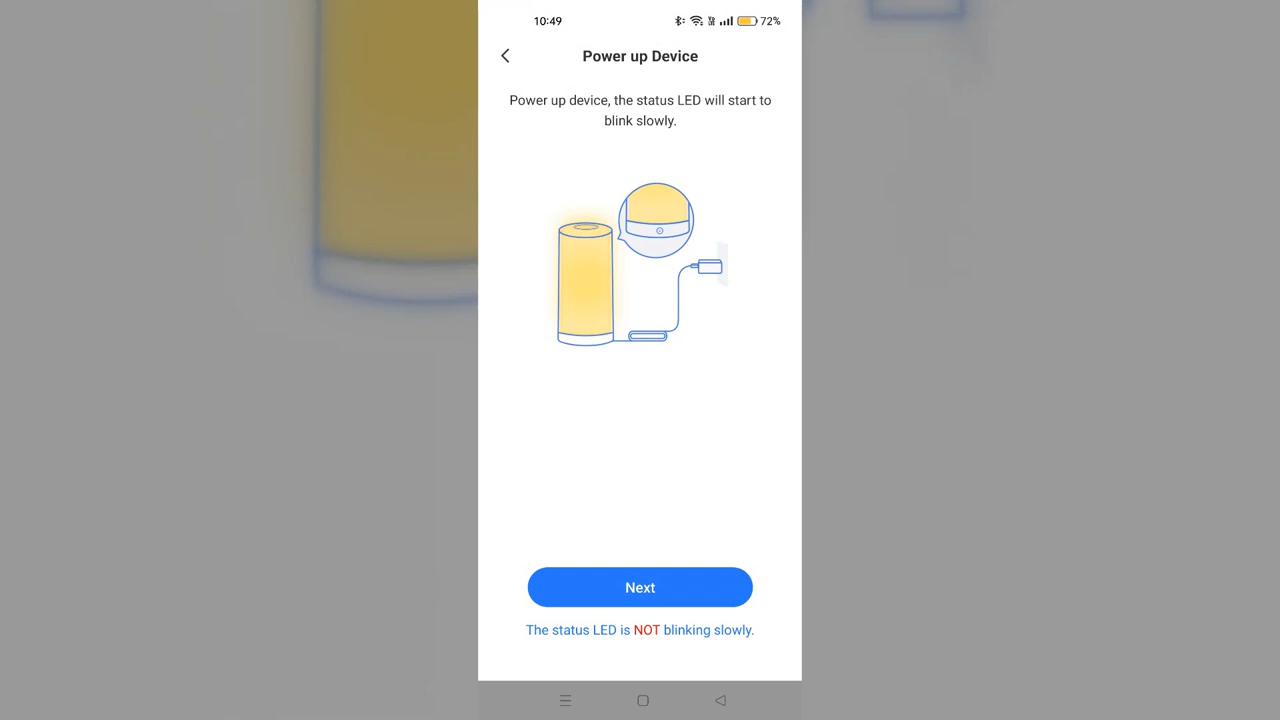 10:49
72%
Power up Device
Power up device, the status LED will start to
blink slowly.
Next
The status LED is NOT blinking slowly.